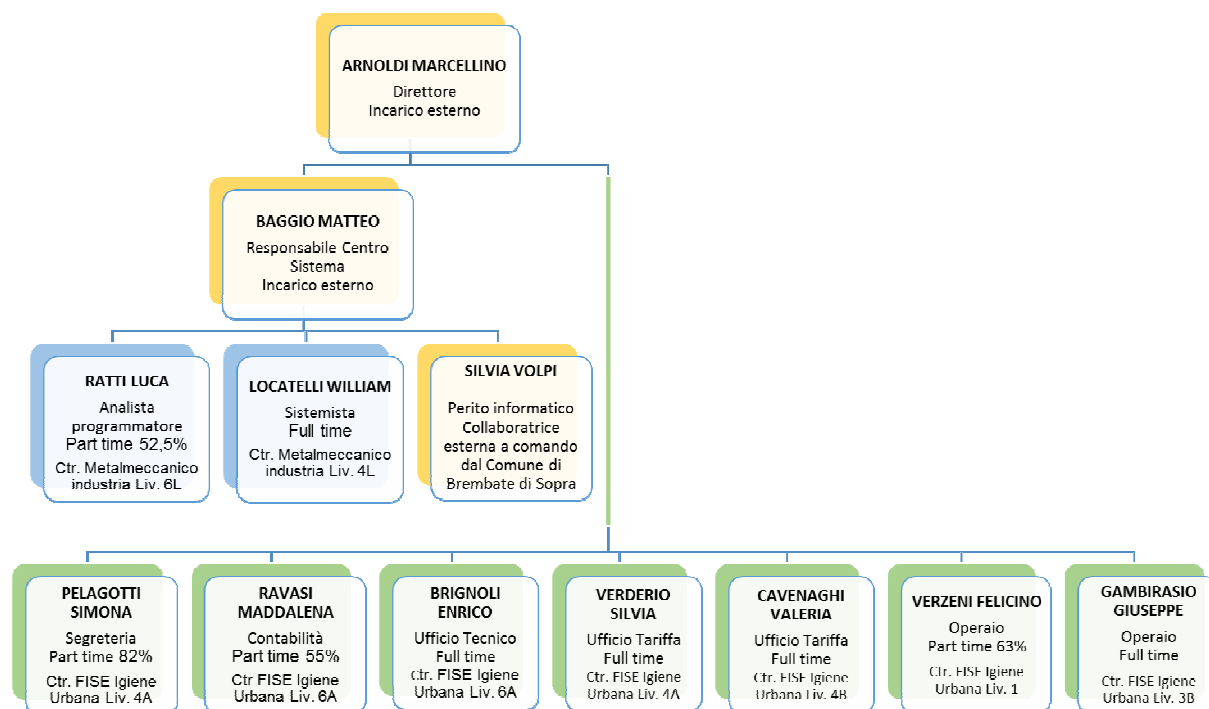 ARNOLDI MARCELLINO
Direttore
Incarico esterno
BAGGIO MATTEO
Responsabile Centro
Sistema
Incarico esterno
RATTI LUCA
Analista
programmatore
Part time 52,5%
Ctr. Metalmeccanico
industria Liv. 6L
LOCATELLI WILLIAM
Sistemista
Full time
Ctr. Metalmeccanico
industria Liv. 4L
SILVIA VOLPI
Perito informatico
Collaboratrice
esterna a comando
dal Comune di
Brembate di Sopra
PELAGOTTI
SIMONA
Segreteria
Part time 82%
Ctr. FISE Igiene
Urbana Liv. 4A
RAVASI
MADDALENA
Contabilità
Part time 55%
Ctr FISE Igiene
Urbana Liv. 6A
BRIGNOLI
ENRICO
Ufficio Tecnico
Full time
Ctr. FISE Igiene
Urbana Liv. 6A
VERDERIO
SILVIA
Ufficio Tariffa
Full time
Ctr. FISE Igiene
Urbana Liv. 4A
CAVENAGHI
VALERIA
Ufficio Tariffa
Full time
Ctr. FISE Igiene
Urbana Liv. 4B
VERZENI FELICINO
Operaio
Part time 63%
Ctr. FISE Igiene
Urbana Liv. 1
GAMBIRASIO
GIUSEPPE
Operaio
Full time
Ctr. FISE Igiene
Urbana Liv. 3B